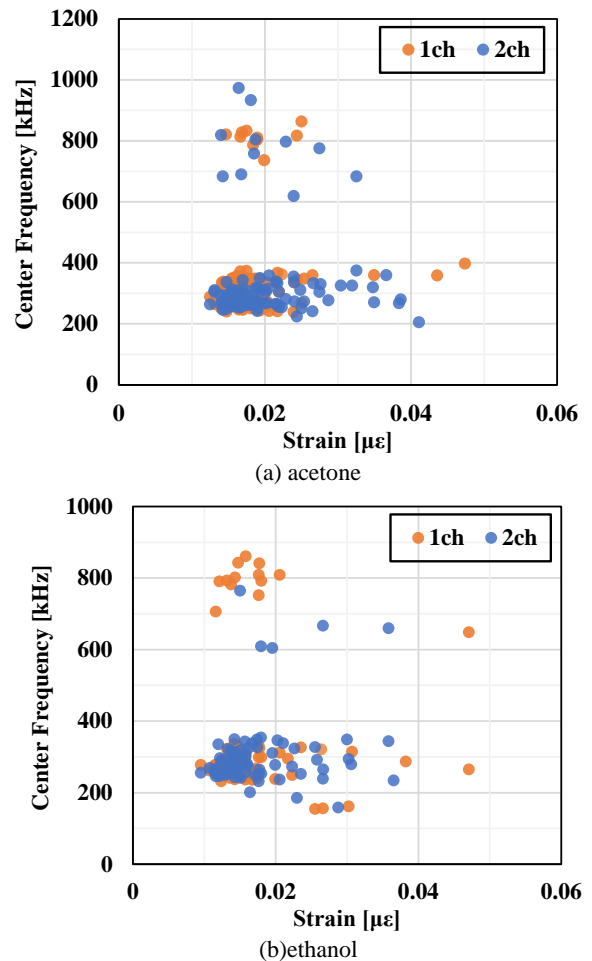 1200
1000
800
600
400
200
0
1ch
2ch
Center Frequency [kHz]
0
0.02
0.04
0.06
Strain [με]
(a) acetone
1000
800
600
400
200
0
1ch
2ch
Center Frequency [kHz]
0
0.02
0.04
0.06
Strain [με]
(b)ethanol